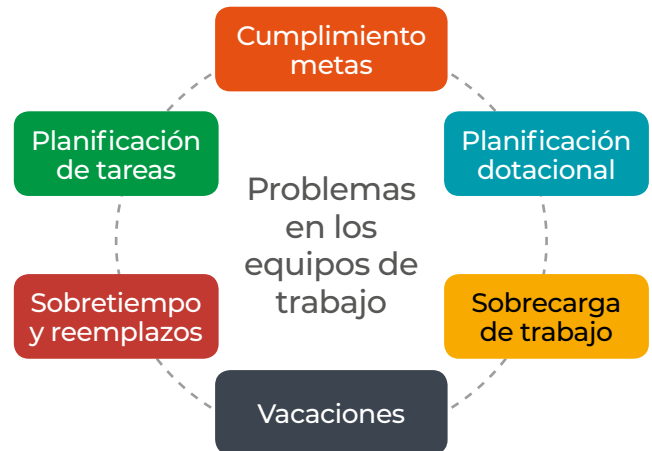 Cumplimiento
metas
Planificación
de tareas
Planificación
dotacional
Problemas
en los
equipos de
trabajo
Sobretiempo
y reemplazos
Sobrecarga
de trabajo
Vacaciones